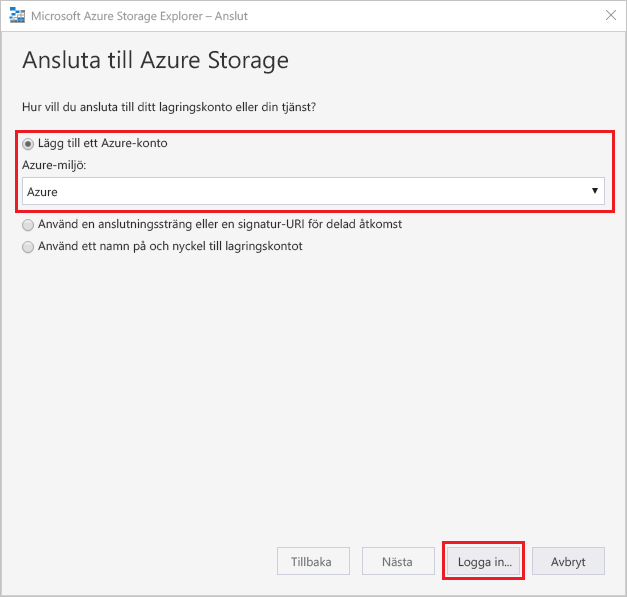 Microsoft Azure Storage Explorer – Anslut
Ansluta till Azure Storage
Hur vill du ansluta till ditt lagringskonto eller din tjänst?
Lägg till ett Azure-konto
Azure-miljö:
Azure
Använd en anslutningssträng eller en signatur-URI för delad åtkomst
Använd ett namn på och nyckel till lagringskontot
Tillbaka Nästa Logga in... Avbryt